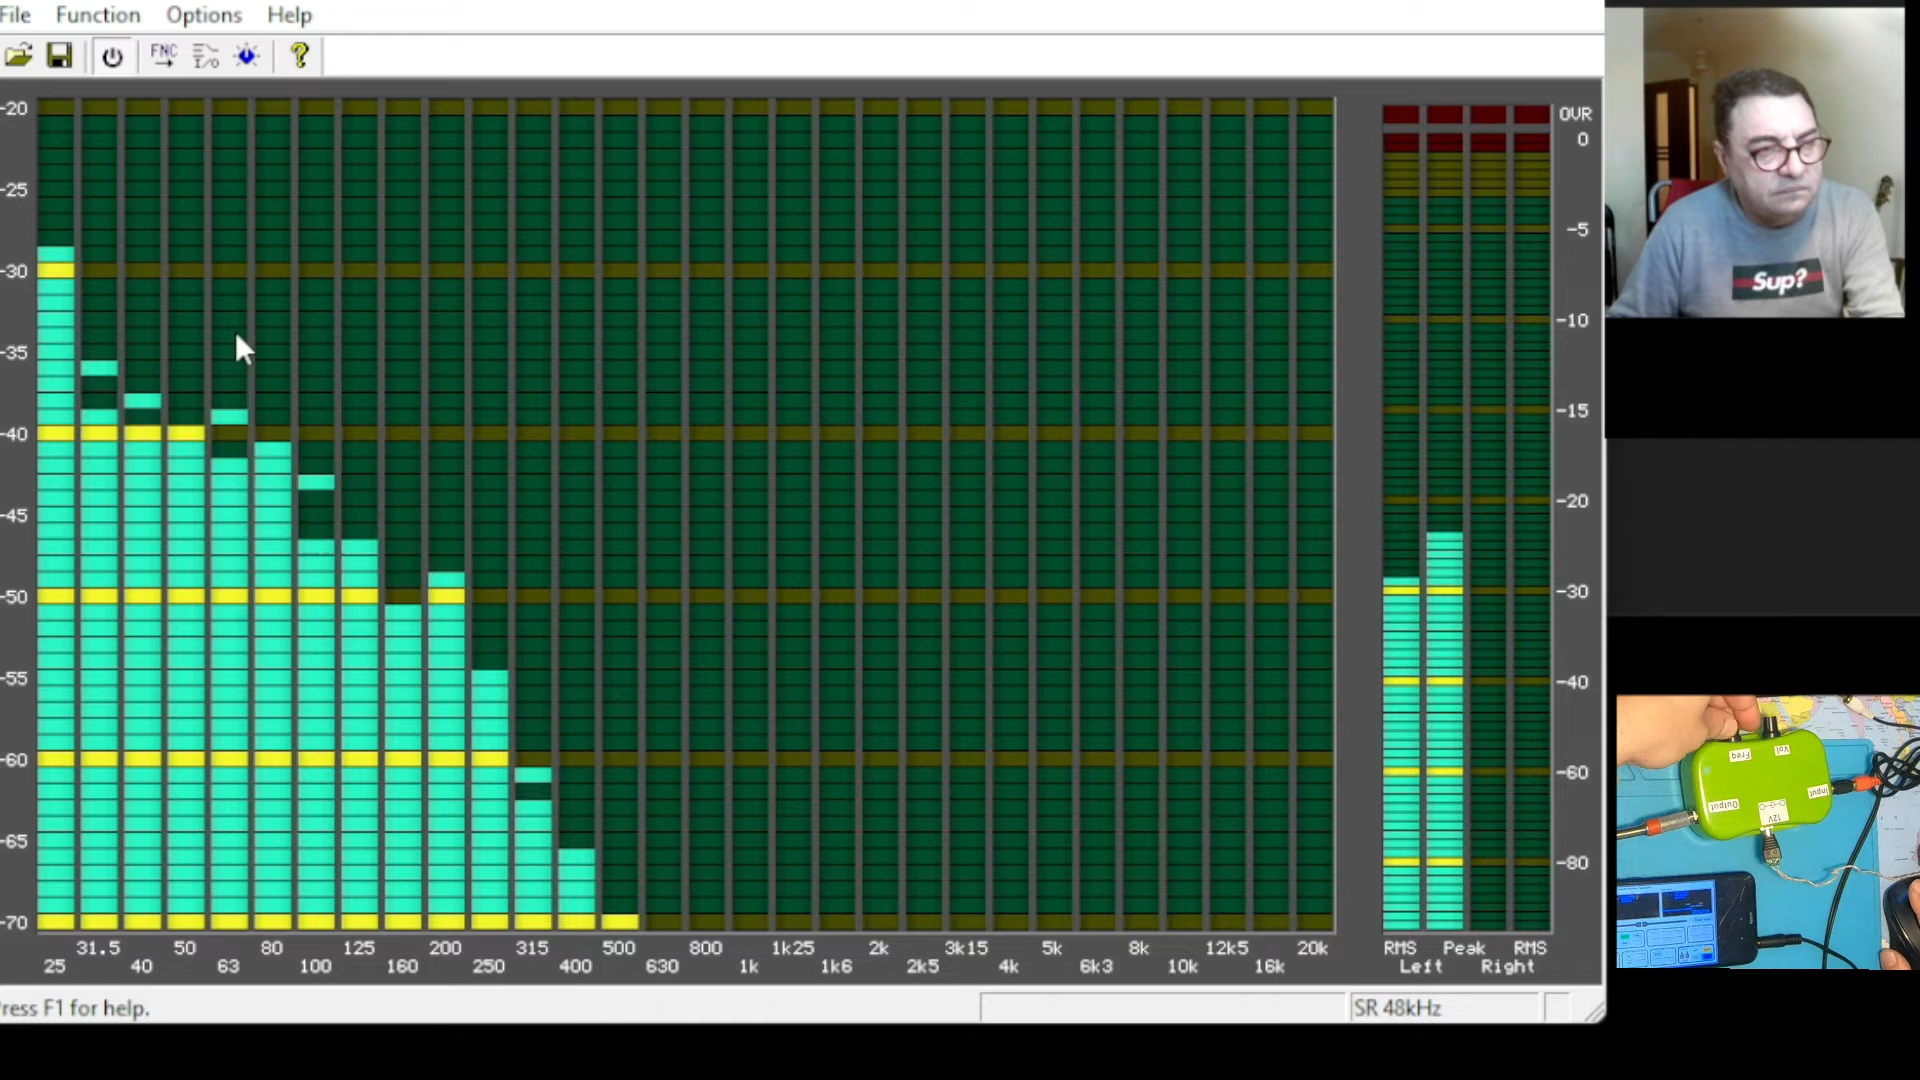 File Function Options Help
FNC
I/O
?
-20
-25
-30
-35
-40
-45
-50
-55
-60
-65
-70
31.5 50 80 125 200 315 500 800 1k25 2k 3k15 5k 8k 12k5 20k
25 40 63 100 160 250 400 630 1k 1k6 2k5 4k 6k3 10k 16k
OVR
0
-5
-10
-15
-20
-30
-40
-60
-80
RMS Peak RMS
Left Right
Press F1 for help.
SR 48kHz
Sup?
Freq
Vol
Output
Input
12V